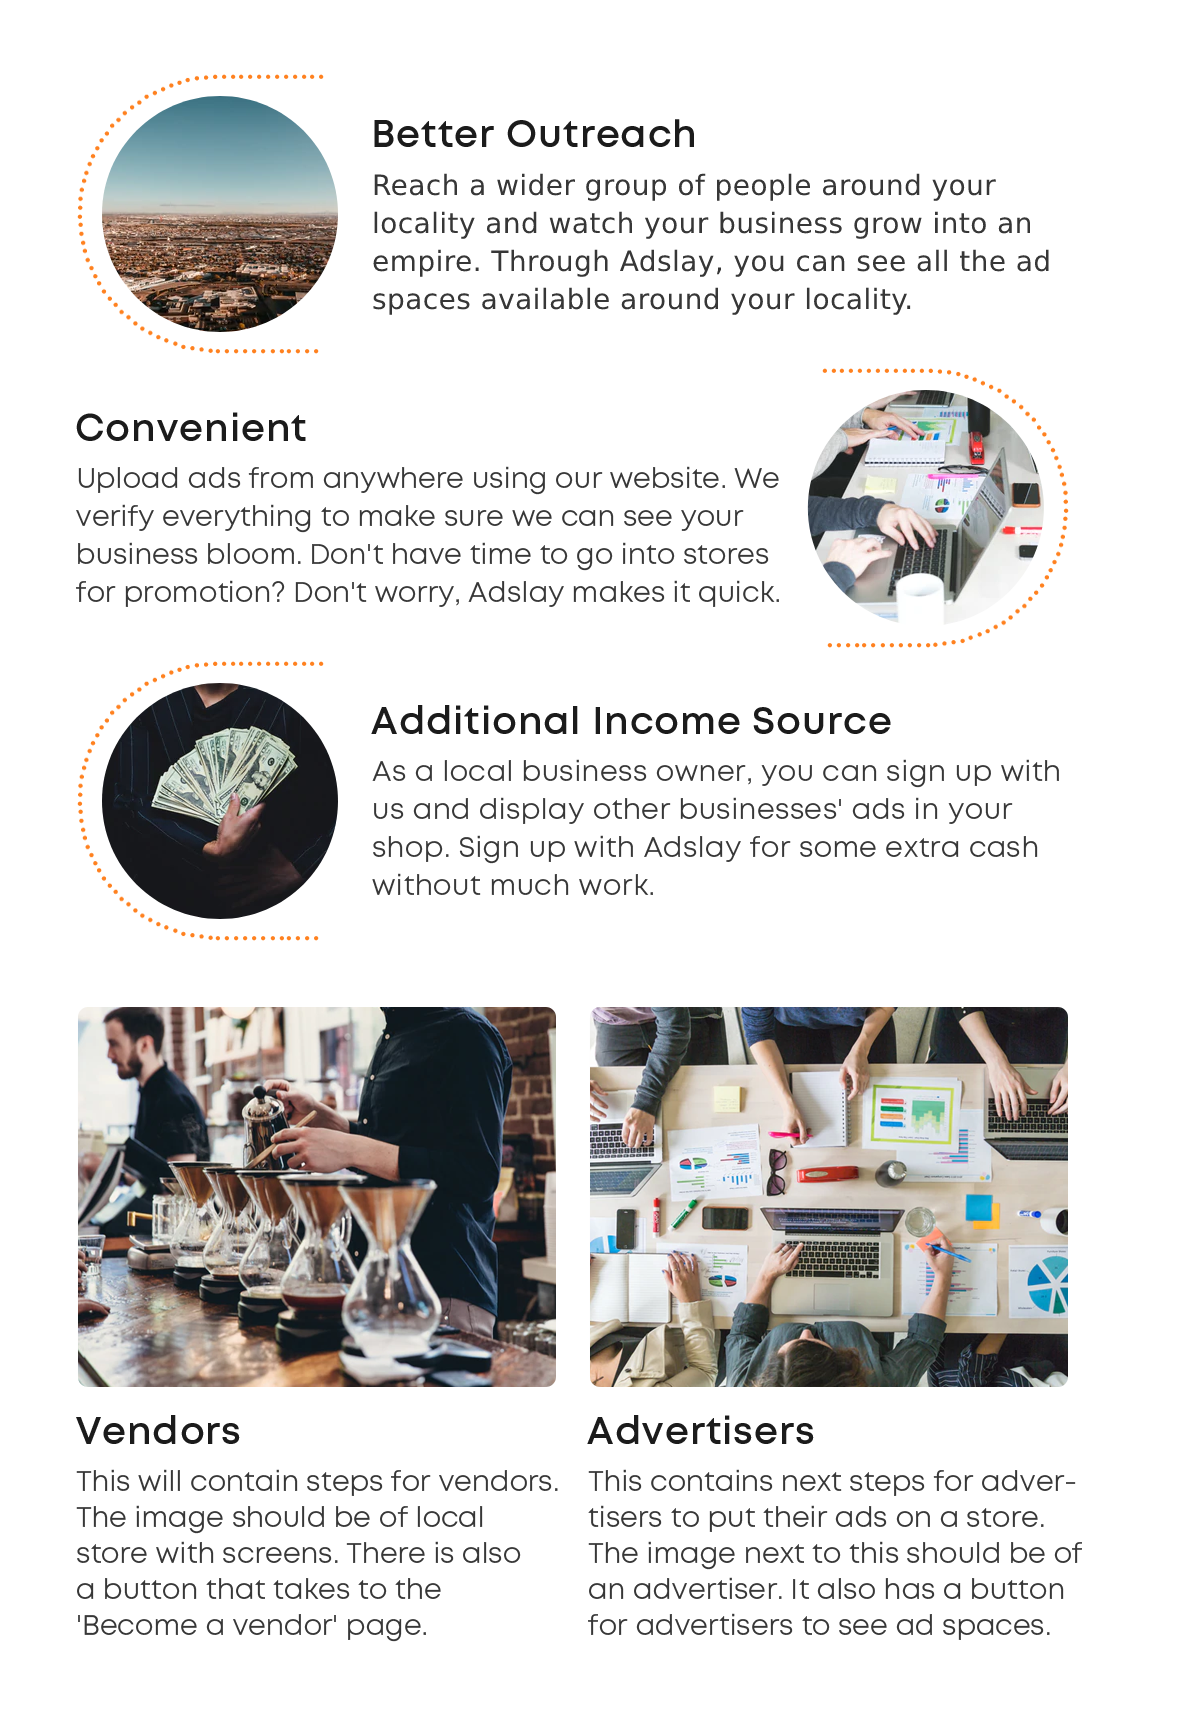 Better Outreach
Reach a wider group of people around your
locality and watch your business grow into an
empire. Through Adslay, you can see all the ad
spaces available around your locality.
Convenient
Upload ads from anywhere using our website. We
verify everything to make sure we can see your
business bloom. Don't have time to go into stores
for promotion? Don't worry, Adslay makes it quick.
Additional Income Source
As a local business owner, you can sign up with
us and display other businesses' ads in your
shop. Sign up with Adslay for some extra cash
without much work.
Vendors
This will contain steps for vendors.
The image should be of local
store with screens. There is also
a button that takes to the
'Become a vendor' page.
Advertisers
This contains next steps for adver-
tisers to put their ads on a store.
The image next to this should be of
an advertiser. It also has a button
for advertisers to see ad spaces.